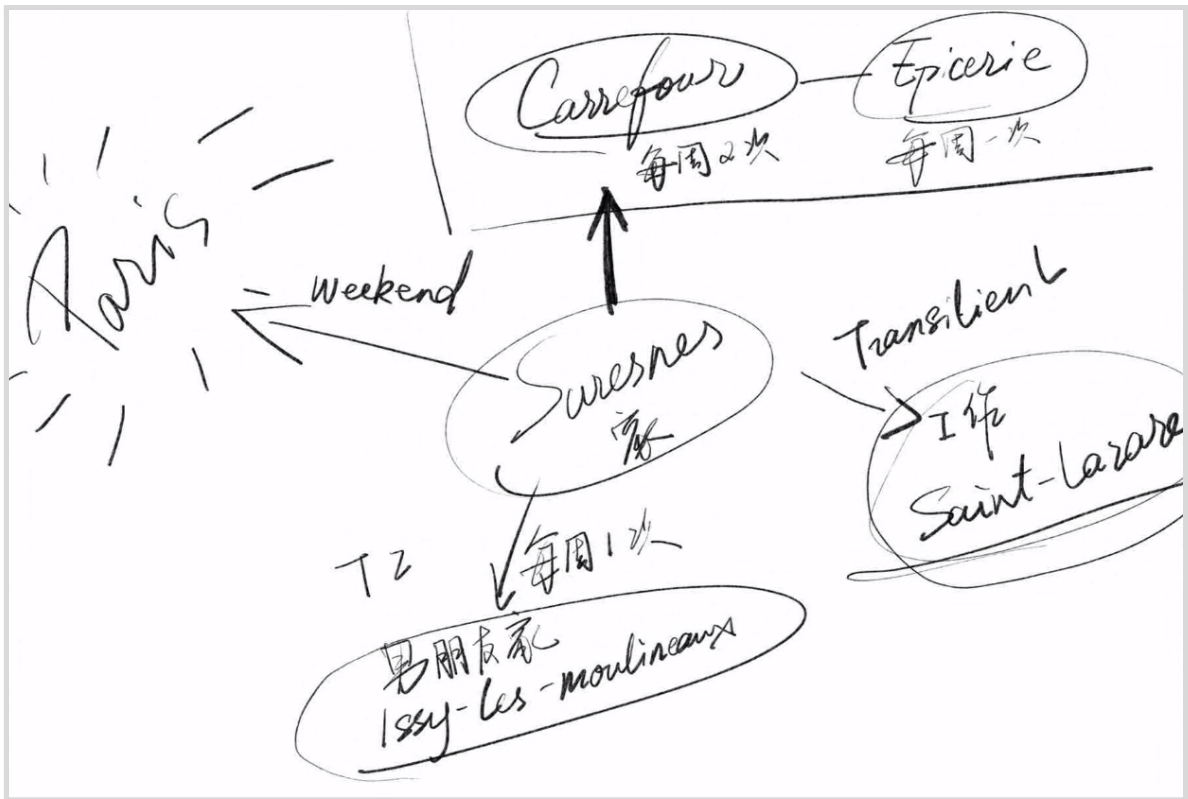 Carrefour
Epicerie
每周2次
每周一次
Paris
Weekend
Suresnes
家
Transilien L
工作
Saint-Lazare
T2
每周1次
男朋友家
Issy-les-moulineaux